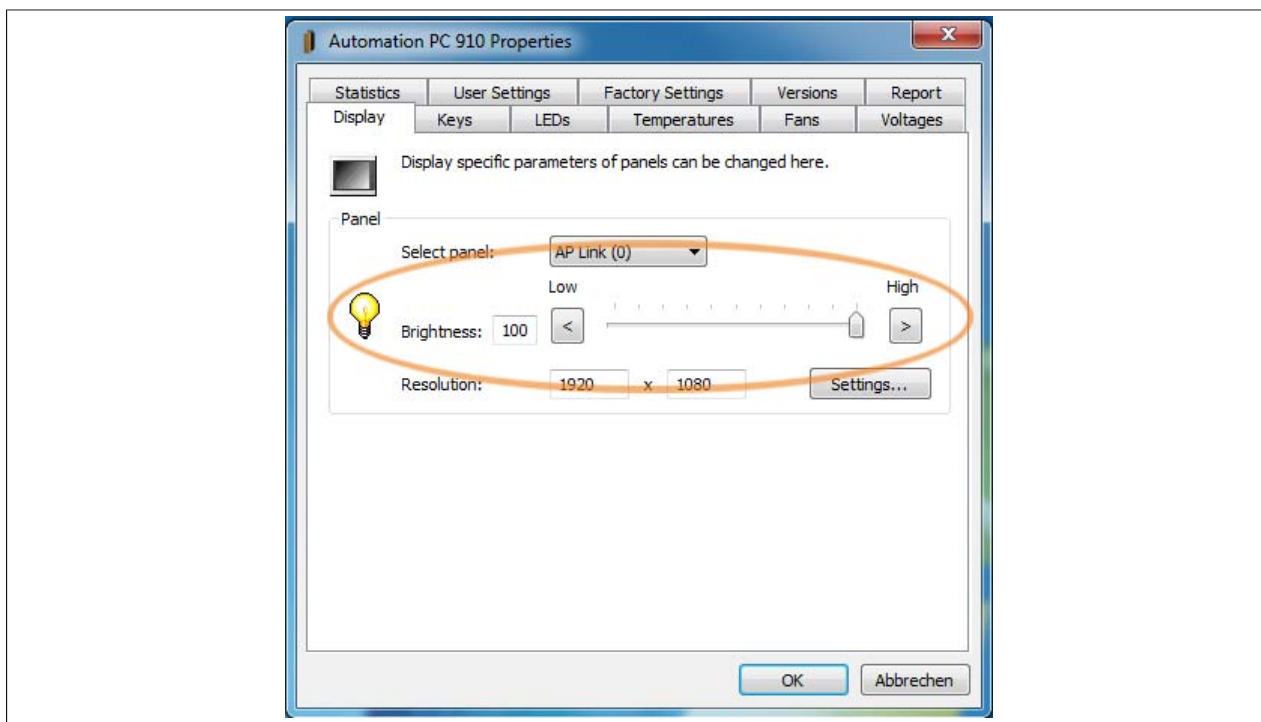 Automation PC 910 Properties
Statistics User Settings Factory Settings Versions Report
Display Keys LEDs Temperatures Fans Voltages
Display specific parameters of panels can be changed here.
Panel
Select panel: AP Link (0)
Low High
Brightness: 100 < >
Resolution: 1920 x 1080 Settings...
OK Abbrechen